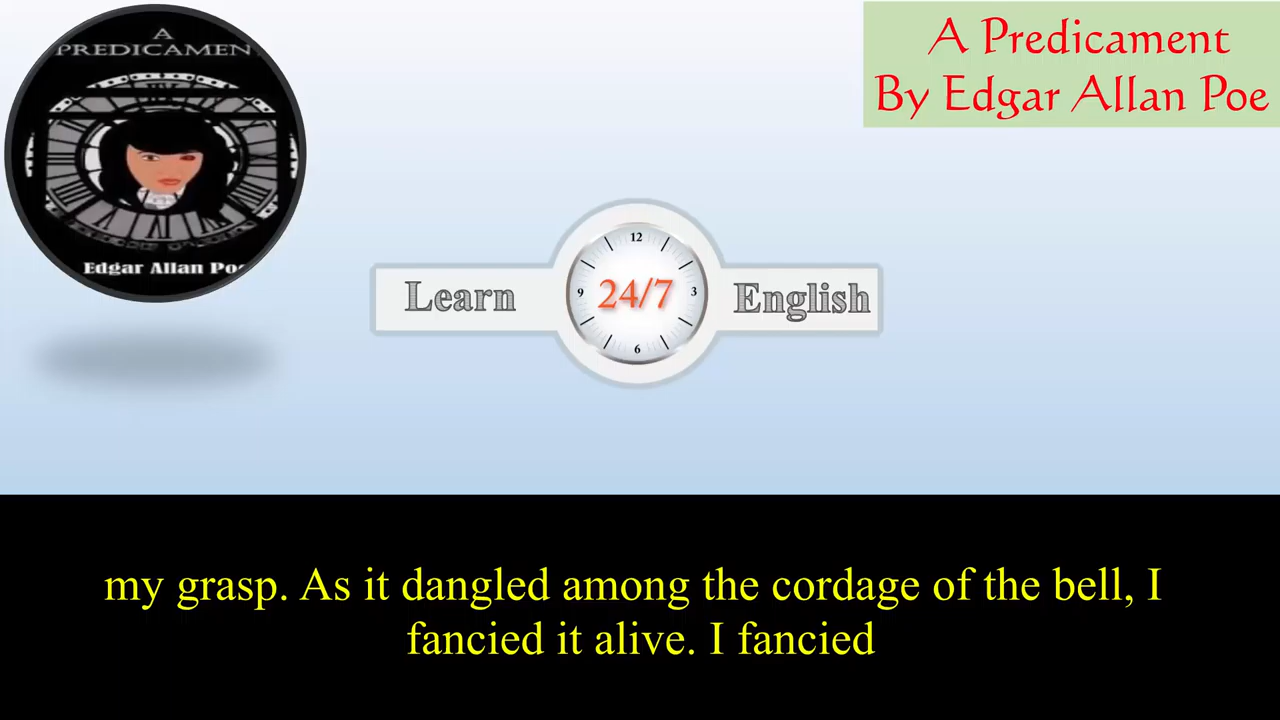 A
PREDICAMEN
Edgar Allan Poe
A Predicament
By Edgar Allan Poe
Learn
24/7
English
12
3
6
9
my grasp. As it dangled among the cordage of the bell, I
fancied it alive. I fancied